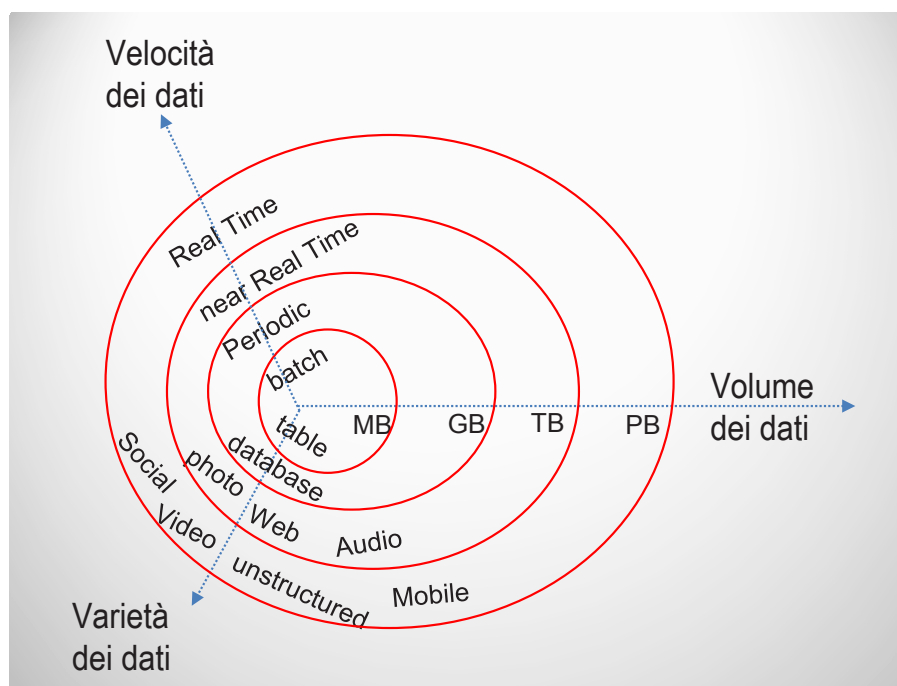 Velocità
dei dati
Real Time
near Real Time
Periodic
batch
Volume
dei dati
MB
GB
TB
PB
table
database
photo
Web
Audio
Social
Video
unstructured
Mobile
Varietà
dei dati